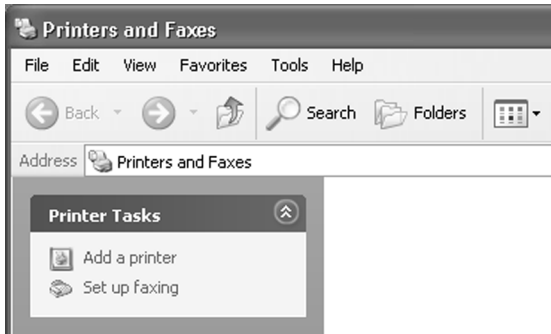 Printers and Faxes
File Edit View Favorites Tools Help
Back Search Folders
Address Printers and Faxes
Printer Tasks
Add a printer
Set up faxing